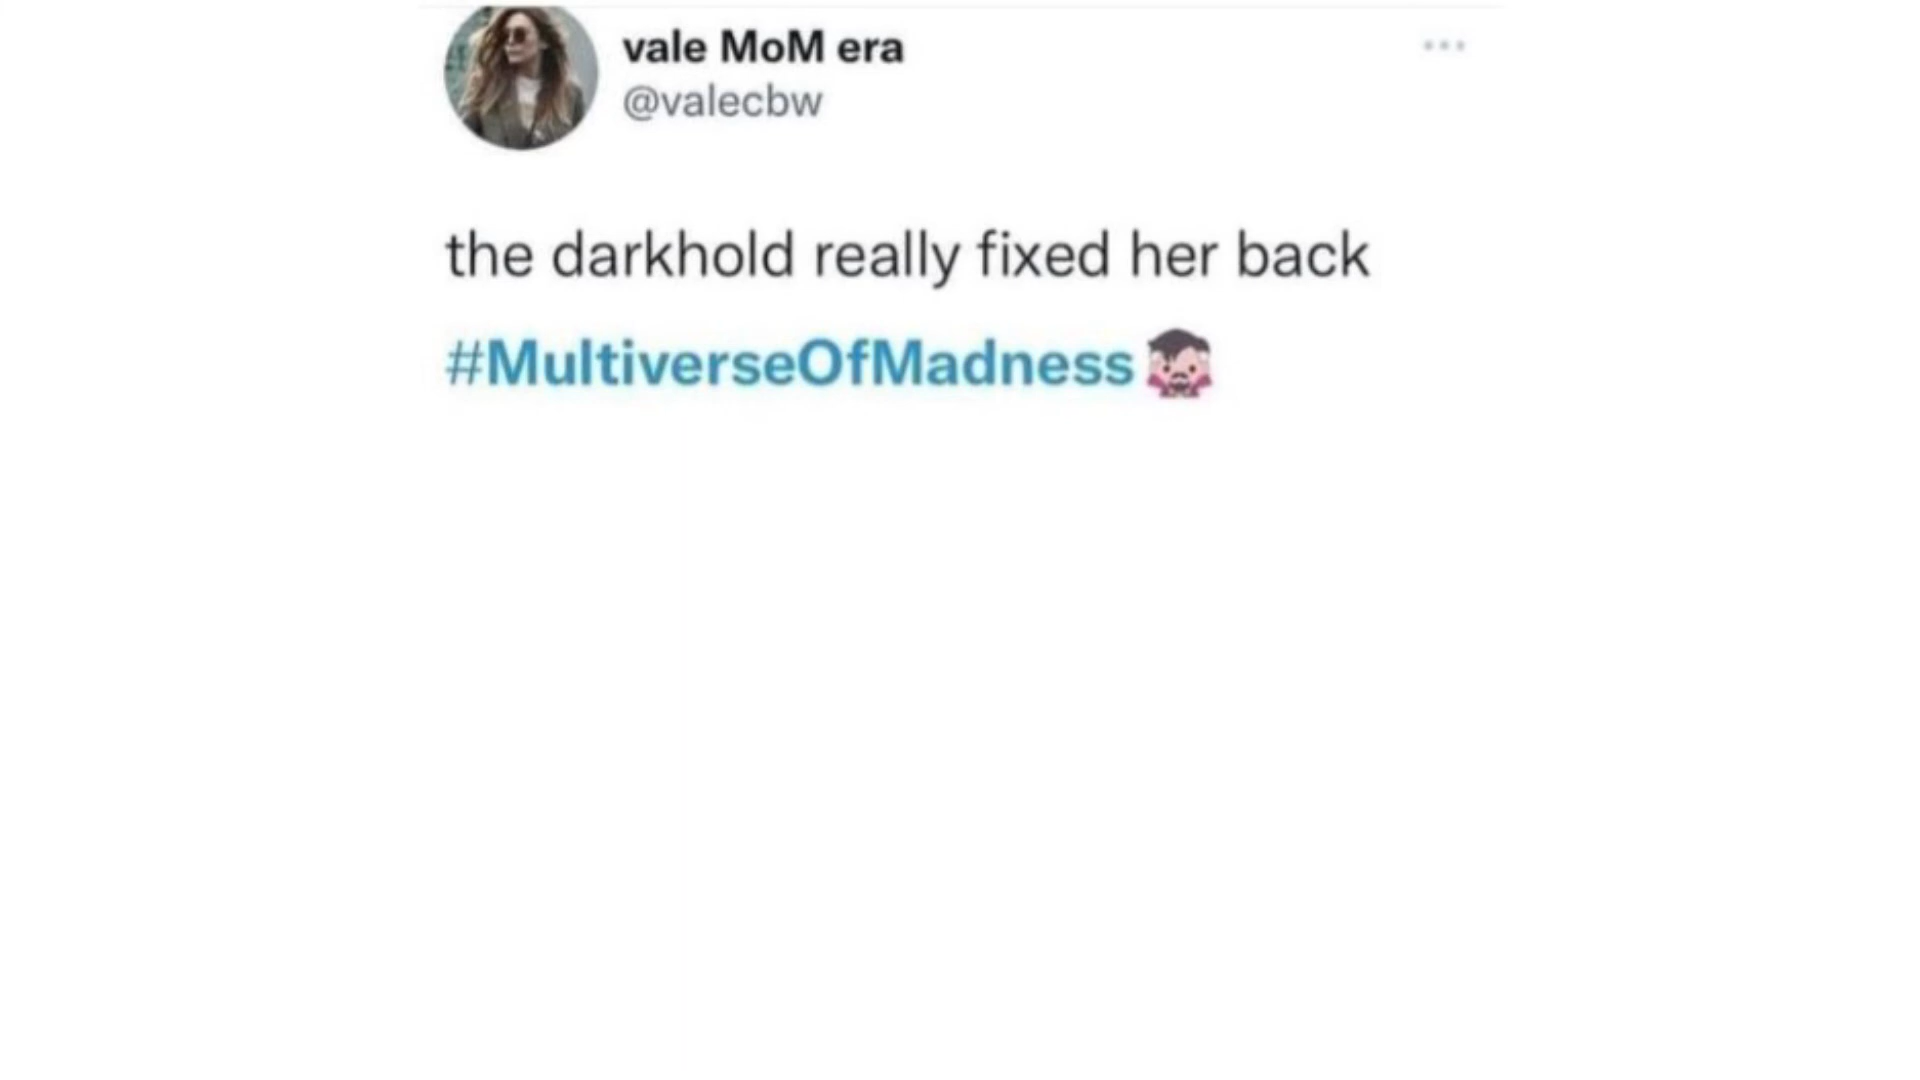 vale MoM era
@valecbw
the darkhold really fixed her back
#MultiverseOfMadness